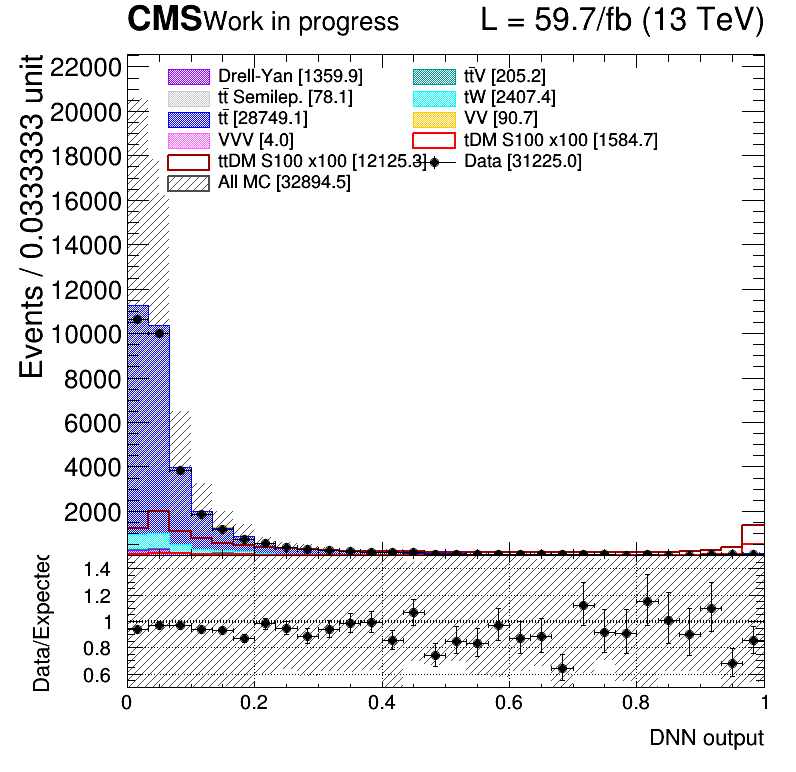 CMS Work in progress L = 59.7/fb (13 TeV)
Events / 0.0333333 unit
22000
20000
18000
16000
14000
12000
10000
8000
6000
4000
2000
Drell-Yan [1359.9] tt̄V [205.2]
tt̄ Semilep. [78.1] tW [2407.4]
tt̄ [28749.1] VV [90.7]
VVV [4.0] tDM S100 x100 [1584.7]
ttDM S100 x100 [12125.3] Data [31225.0]
All MC [32894.5]
Data/Expected
1.4
1.2
1
0.8
0.6
0 0.2 0.4 0.6 0.8 1
DNN output